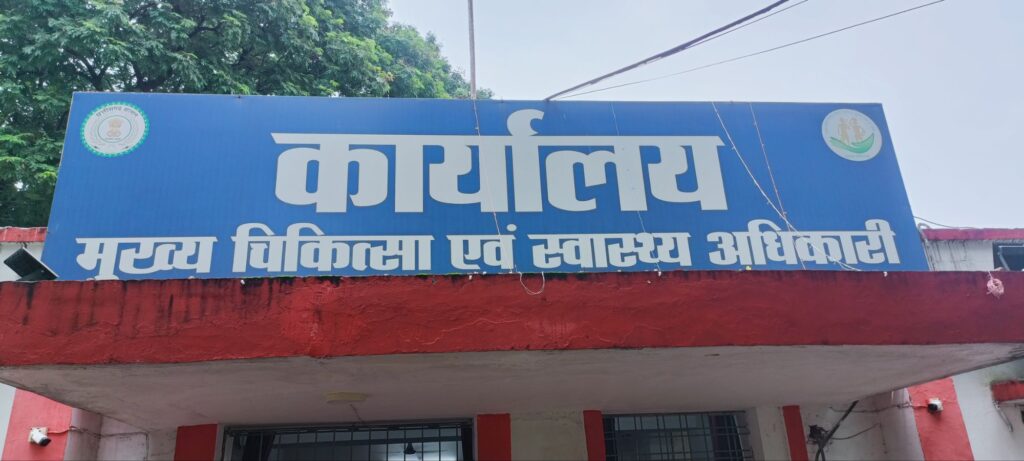 कार्यालय
मुख्य चिकित्सा एवं स्वास्थ्य अधिकारी